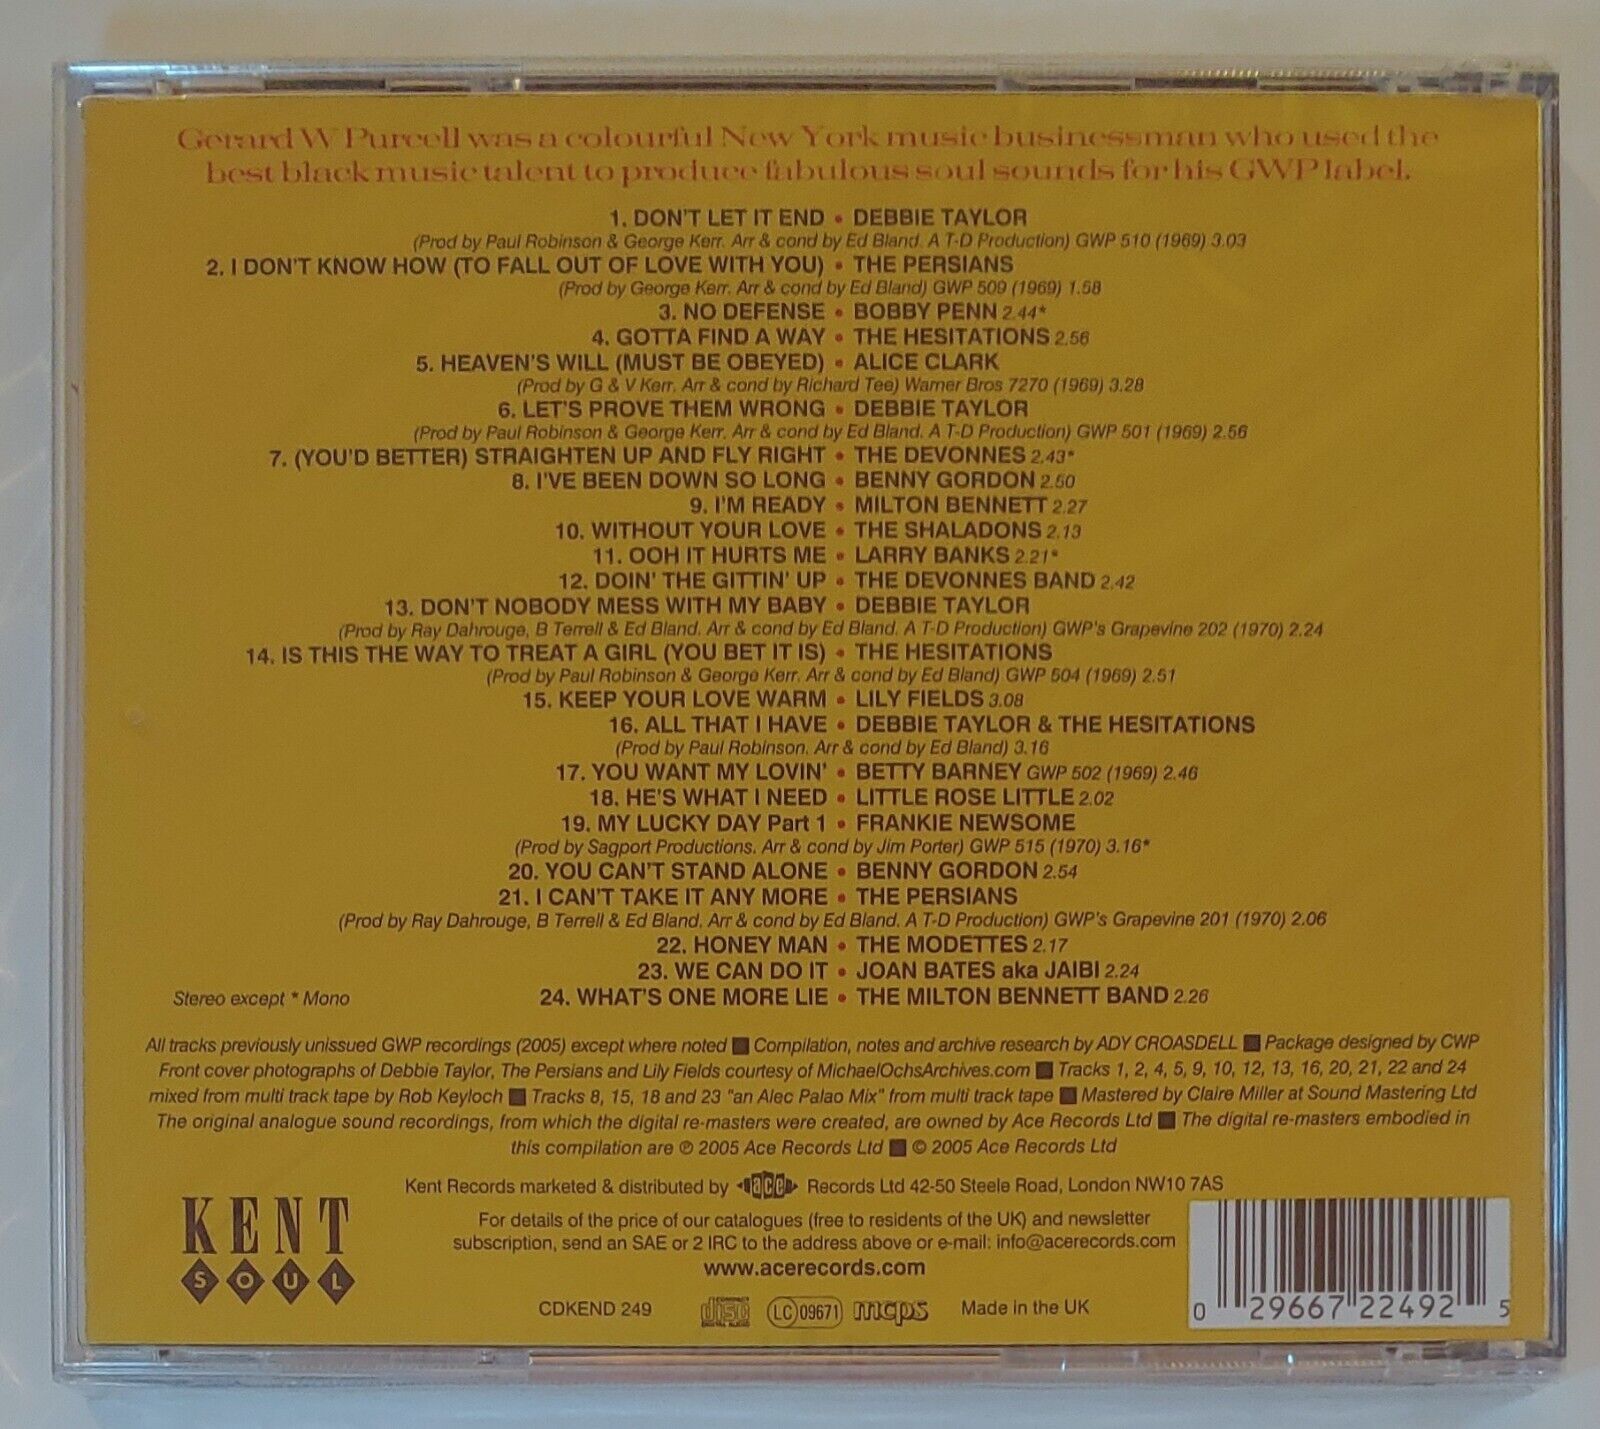 Gerard W Purcell was a colourful New York music businessman who used the
best black music talent to produce fabulous soul sounds for his GWP label.
1. DON'T LET IT END • DEBBIE TAYLOR
(Prod by Paul Robinson & George Kerr. Arr & cond by Ed Bland. A T-D Production) GWP 510 (1969) 3.03
2. I DON'T KNOW HOW (TO FALL OUT OF LOVE WITH YOU) • THE PERSIANS
(Prod by George Kerr. Arr & cond by Ed Bland) GWP 509 (1969) 1.58
3. NO DEFENSE • BOBBY PENN 2.44*
4. GOTTA FIND A WAY • THE HESITATIONS 2.56
5. HEAVEN'S WILL (MUST BE OBEYED) • ALICE CLARK
(Prod by G & V Kerr. Arr & cond by Richard Tee) Warner Bros 7270 (1969) 3.28
6. LET'S PROVE THEM WRONG • DEBBIE TAYLOR
(Prod by Paul Robinson & George Kerr. Arr & cond by Ed Bland. A T-D Production) GWP 501 (1969) 2.56
7. (YOU'D BETTER) STRAIGHTEN UP AND FLY RIGHT • THE DEVONNES 2.43*
8. I'VE BEEN DOWN SO LONG • BENNY GORDON 2.50
9. I'M READY • MILTON BENNETT 2.27
10. WITHOUT YOUR LOVE • THE SHALADONS 2.13
11. OOH IT HURTS ME • LARRY BANKS 2.21*
12. DOIN' THE GITTIN' UP • THE DEVONNES BAND 2.42
13. DON'T NOBODY MESS WITH MY BABY • DEBBIE TAYLOR
(Prod by Ray Dahrouge, B Terrell & Ed Bland. Arr & cond by Ed Bland. A T-D Production) GWP's Grapevine 202 (1970) 2.24
14. IS THIS THE WAY TO TREAT A GIRL (YOU BET IT IS) • THE HESITATIONS
(Prod by Paul Robinson & George Kerr. Arr & cond by Ed Bland) GWP 504 (1969) 2.51
15. KEEP YOUR LOVE WARM • LILY FIELDS 3.08
16. ALL THAT I HAVE • DEBBIE TAYLOR & THE HESITATIONS
(Prod by Paul Robinson. Arr & cond by Ed Bland) 3.16
17. YOU WANT MY LOVIN' • BETTY BARNEY GWP 502 (1969) 2.46
18. HE'S WHAT I NEED • LITTLE ROSE LITTLE 2.02
19. MY LUCKY DAY Part 1 • FRANKIE NEWSOME
(Prod by Sagport Productions. Arr & cond by Jim Porter) GWP 515 (1970) 3.16*
20. YOU CAN'T STAND ALONE • BENNY GORDON 2.54
21. I CAN'T TAKE IT ANY MORE • THE PERSIANS
(Prod by Ray Dahrouge, B Terrell & Ed Bland. Arr & cond by Ed Bland. A T-D Production) GWP's Grapevine 201 (1970) 2.06
22. HONEY MAN • THE MODETTES 2.17
23. WE CAN DO IT • JOAN BATES aka JAIBI 2.24
Stereo except * Mono
24. WHAT'S ONE MORE LIE • THE MILTON BENNETT BAND 2.26
All tracks previously unissued GWP recordings (2005) except where noted ■ Compilation, notes and archive research by ADY CROASDELL ■ Package designed by CWP
Front cover photographs of Debbie Taylor, The Persians and Lily Fields courtesy of MichaelOchsArchives.com ■ Tracks 1, 2, 4, 5, 9, 10, 12, 13, 16, 20, 21, 22 and 24
mixed from multi track tape by Rob Keyloch ■ Tracks 8, 15, 18 and 23 "an Alec Palao Mix" from multi track tape ■ Mastered by Claire Miller at Sound Mastering Ltd
The original analogue sound recordings, from which the digital re-masters were created, are owned by Ace Records Ltd ■ The digital re-masters embodied in
this compilation are ℗ 2005 Ace Records Ltd ■ © 2005 Ace Records Ltd
Kent Records marketed & distributed by ace Records Ltd 42-50 Steele Road, London NW10 7AS
For details of the price of our catalogues (free to residents of the UK) and newsletter
subscription, send an SAE or 2 IRC to the address above or e-mail: info@acerecords.com
www.acerecords.com
KENT
SOUL
CDKEND 249
COMPACT disc DIGITAL AUDIO
LC 09671
mcps
Made in the UK
0 29667 22492 5